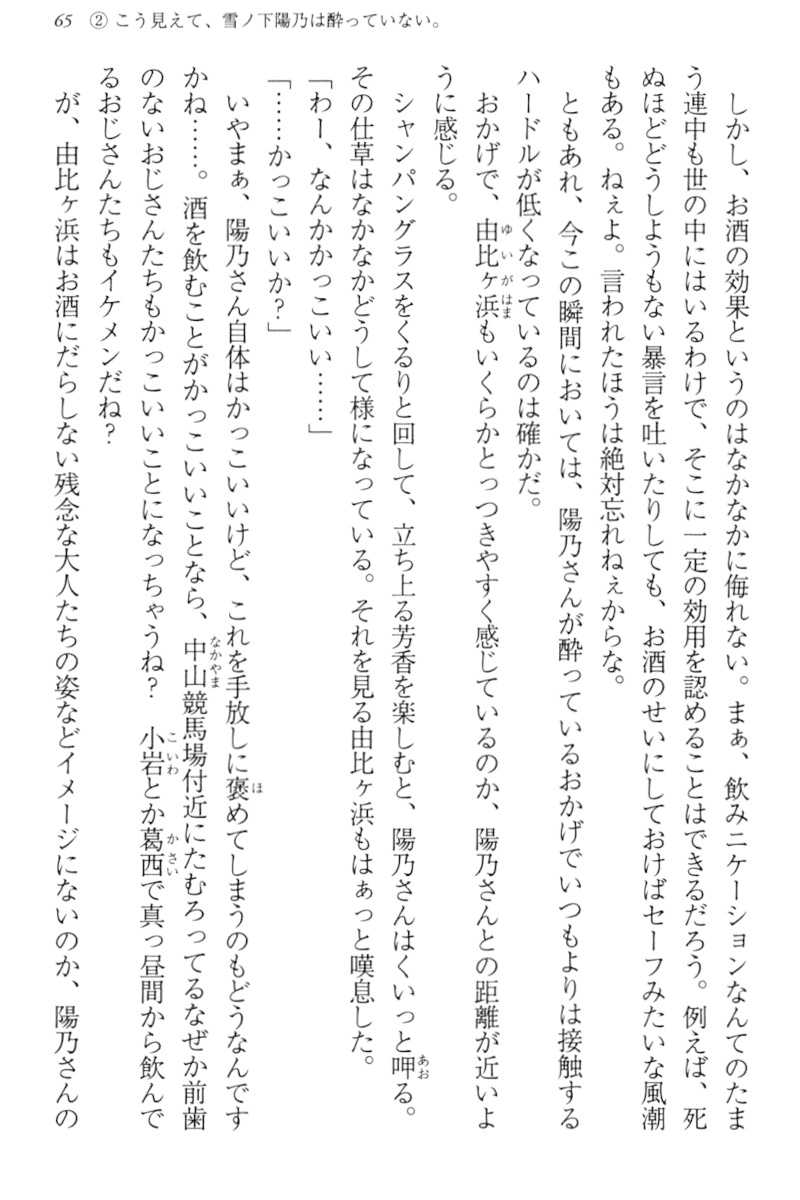 65 ② こう見えて、雪ノ下陽乃は酔っていない。
しかし、お酒の効果というのはなかなかに侮れない。まぁ、飲みニケーションなんてのたま
う連中も世の中にはいるわけで、そこに一定の効用を認めることはできるだろう。例えば、死
ぬほどどうしようもない暴言を吐いたりしても、お酒のせいにしておけばセーフみたいな風潮
もある。ねぇよ。言われたほうは絶対忘れねぇからな。
ともあれ、今この瞬間においては、陽乃さんが酔っているおかげでいつもよりは接触する
ハードルが低くなっているのは確かだ。
おかげで、由比ヶ浜もいくらかとっつきやすく感じているのか、陽乃さんとの距離が近いよ
うに感じる。
シャンパングラスをくるりと回して、立ち上る芳香を楽しむと、陽乃さんはくいっと呷る。
その仕草はなかなかどうして様になっている。それを見る由比ヶ浜もはぁっと嘆息した。
「わー、なんかかっこいい……」
「……かっこいいか？」
いやまぁ、陽乃さん自体はかっこいいけど、これを手放しに褒めてしまうのもどうなんです
かね……。酒を飲むことがかっこいいことなら、中山競馬場付近にたむろってるなぜか前歯
のないおじさんたちもかっこいいことになっちゃうね？　小岩とか葛西で真っ昼間から飲んで
るおじさんたちもイケメンだね？
が、由比ヶ浜はお酒にだらしない残念な大人たちの姿などイメージにないのか、陽乃さんの